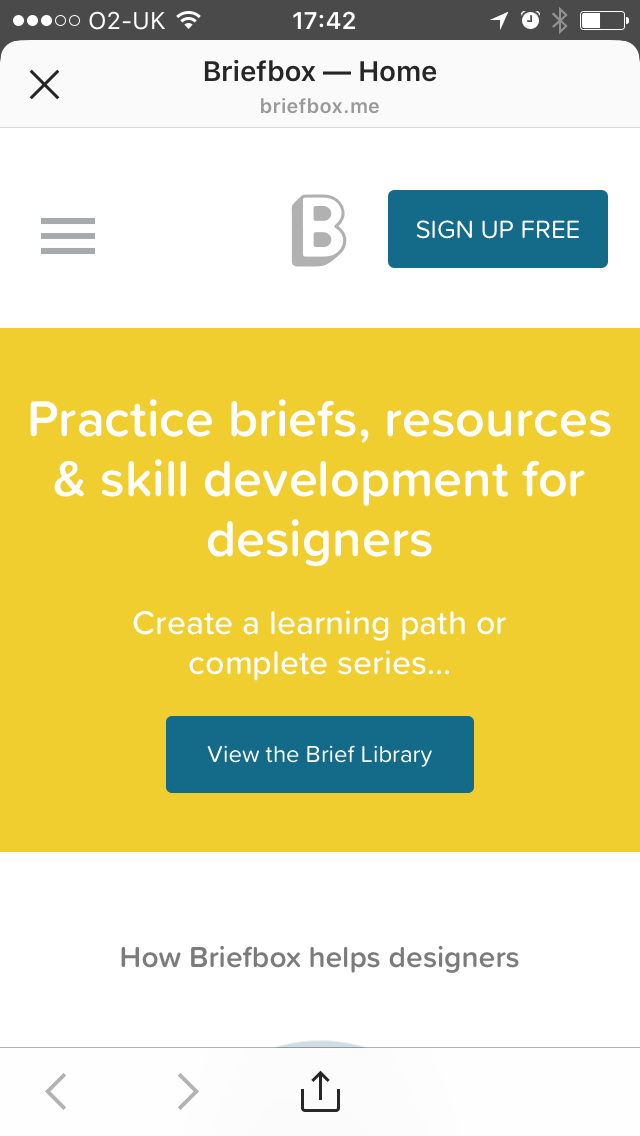 O2-UK 17:42
Briefbox — Home
briefbox.me
B
SIGN UP FREE
Practice briefs, resources
& skill development for
designers
Create a learning path or
complete series...
View the Brief Library
How Briefbox helps designers